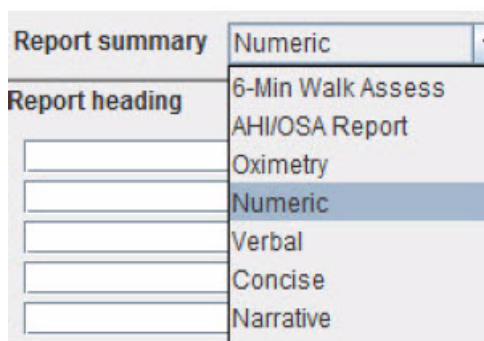 Report summary Numeric
6-Min Walk Assess
Report heading
AHI/OSA Report
Oximetry
Numeric
Verbal
Concise
Narrative